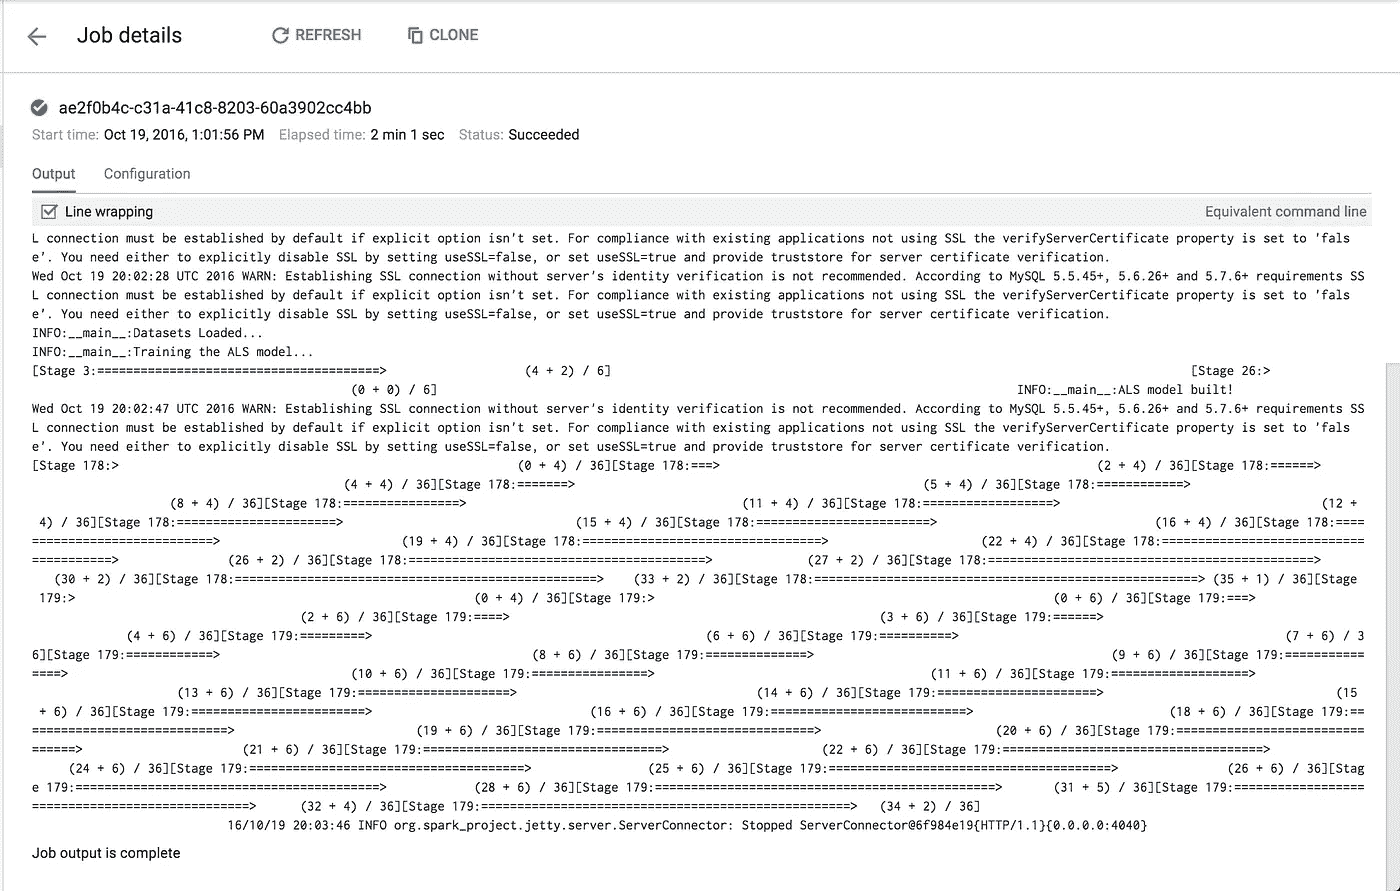 Job details
REFRESH
CLONE
ae2f0b4c-c31a-41c8-8203-60a3902cc4bb
Start time: Oct 19, 2016, 1:01:56 PM Elapsed time: 2 min 1 sec Status: Succeeded
Output Configuration
Line wrapping Equivalent command line
L connection must be established by default if explicit option isn't set. For compliance with existing applications not using SSL the verifyServerCertificate property is set to 'fals
e'. You need either to explicitly disable SSL by setting useSSL=false, or set useSSL=true and provide truststore for server certificate verification.
Wed Oct 19 20:02:28 UTC 2016 WARN: Establishing SSL connection without server's identity verification is not recommended. According to MySQL 5.5.45+, 5.6.26+ and 5.7.6+ requirements SS
L connection must be established by default if explicit option isn't set. For compliance with existing applications not using SSL the verifyServerCertificate property is set to 'fals
e'. You need either to explicitly disable SSL by setting useSSL=false, or set useSSL=true and provide truststore for server certificate verification.
INFO:__main__:Datasets Loaded...
INFO:__main__:Training the ALS model...
[Stage 3:=======================================> (4 + 2) / 6] [Stage 26:>
(0 + 0) / 6] INFO:__main__:ALS model built!
Wed Oct 19 20:02:47 UTC 2016 WARN: Establishing SSL connection without server's identity verification is not recommended. According to MySQL 5.5.45+, 5.6.26+ and 5.7.6+ requirements SS
L connection must be established by default if explicit option isn't set. For compliance with existing applications not using SSL the verifyServerCertificate property is set to 'fals
e'. You need either to explicitly disable SSL by setting useSSL=false, or set useSSL=true and provide truststore for server certificate verification.
[Stage 178:> (0 + 4) / 36][Stage 178:===> (2 + 4) / 36][Stage 178:======>
(4 + 4) / 36][Stage 178:=======> (5 + 4) / 36][Stage 178:============>
(8 + 4) / 36][Stage 178:================> (11 + 4) / 36][Stage 178:=================> (12 +
4) / 36][Stage 178:======================> (15 + 4) / 36][Stage 178:========================> (16 + 4) / 36][Stage 178:====
=========================> (19 + 4) / 36][Stage 178:=================================> (22 + 4) / 36][Stage 178:============================
============> (26 + 2) / 36][Stage 178:=========================================> (27 + 2) / 36][Stage 178:=============================================>
(30 + 2) / 36][Stage 178:==================================================> (33 + 2) / 36][Stage 178:=====================================================> (35 + 1) / 36][Stage
179:> (0 + 4) / 36][Stage 179:> (0 + 6) / 36][Stage 179:===>
(2 + 6) / 36][Stage 179:====> (3 + 6) / 36][Stage 179:======>
(4 + 6) / 36][Stage 179:=========> (6 + 6) / 36][Stage 179:==========> (7 + 6) / 3
6][Stage 179:============> (8 + 6) / 36][Stage 179:==============> (9 + 6) / 36][Stage 179:===========
====> (10 + 6) / 36][Stage 179:================> (11 + 6) / 36][Stage 179:===================>
(13 + 6) / 36][Stage 179:=====================> (14 + 6) / 36][Stage 179:======================> (15
+ 6) / 36][Stage 179:========================> (16 + 6) / 36][Stage 179:===========================> (18 + 6) / 36][Stage 179:==
===========================> (19 + 6) / 36][Stage 179:==============================> (20 + 6) / 36][Stage 179:==========================
======> (21 + 6) / 36][Stage 179:=================================> (22 + 6) / 36][Stage 179:====================================>
(24 + 6) / 36][Stage 179:======================================> (25 + 6) / 36][Stage 179:=======================================> (26 + 6) / 36][Stag
e 179:==========================================> (28 + 6) / 36][Stage 179:===============================================> (31 + 5) / 36][Stage 179:==================
==============================> (32 + 4) / 36][Stage 179:===================================================> (34 + 2) / 36]
16/10/19 20:03:46 INFO org.spark_project.jetty.server.ServerConnector: Stopped ServerConnector@6f984e19{HTTP/1.1}{0.0.0.0:4040}
Job output is complete